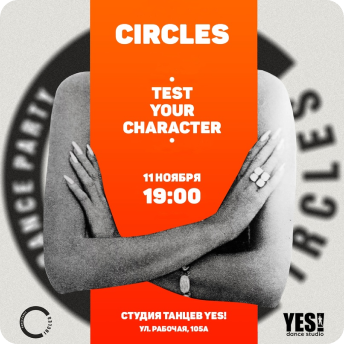 CIRCLES
TEST
YOUR
CHARACTER
11 НОЯБРЯ
19:00
СТУДИЯ ТАНЦЕВ YES!
УЛ. РАБОЧАЯ, 105А
DANCE PARTY
CIRCLES
YES!
dance studio